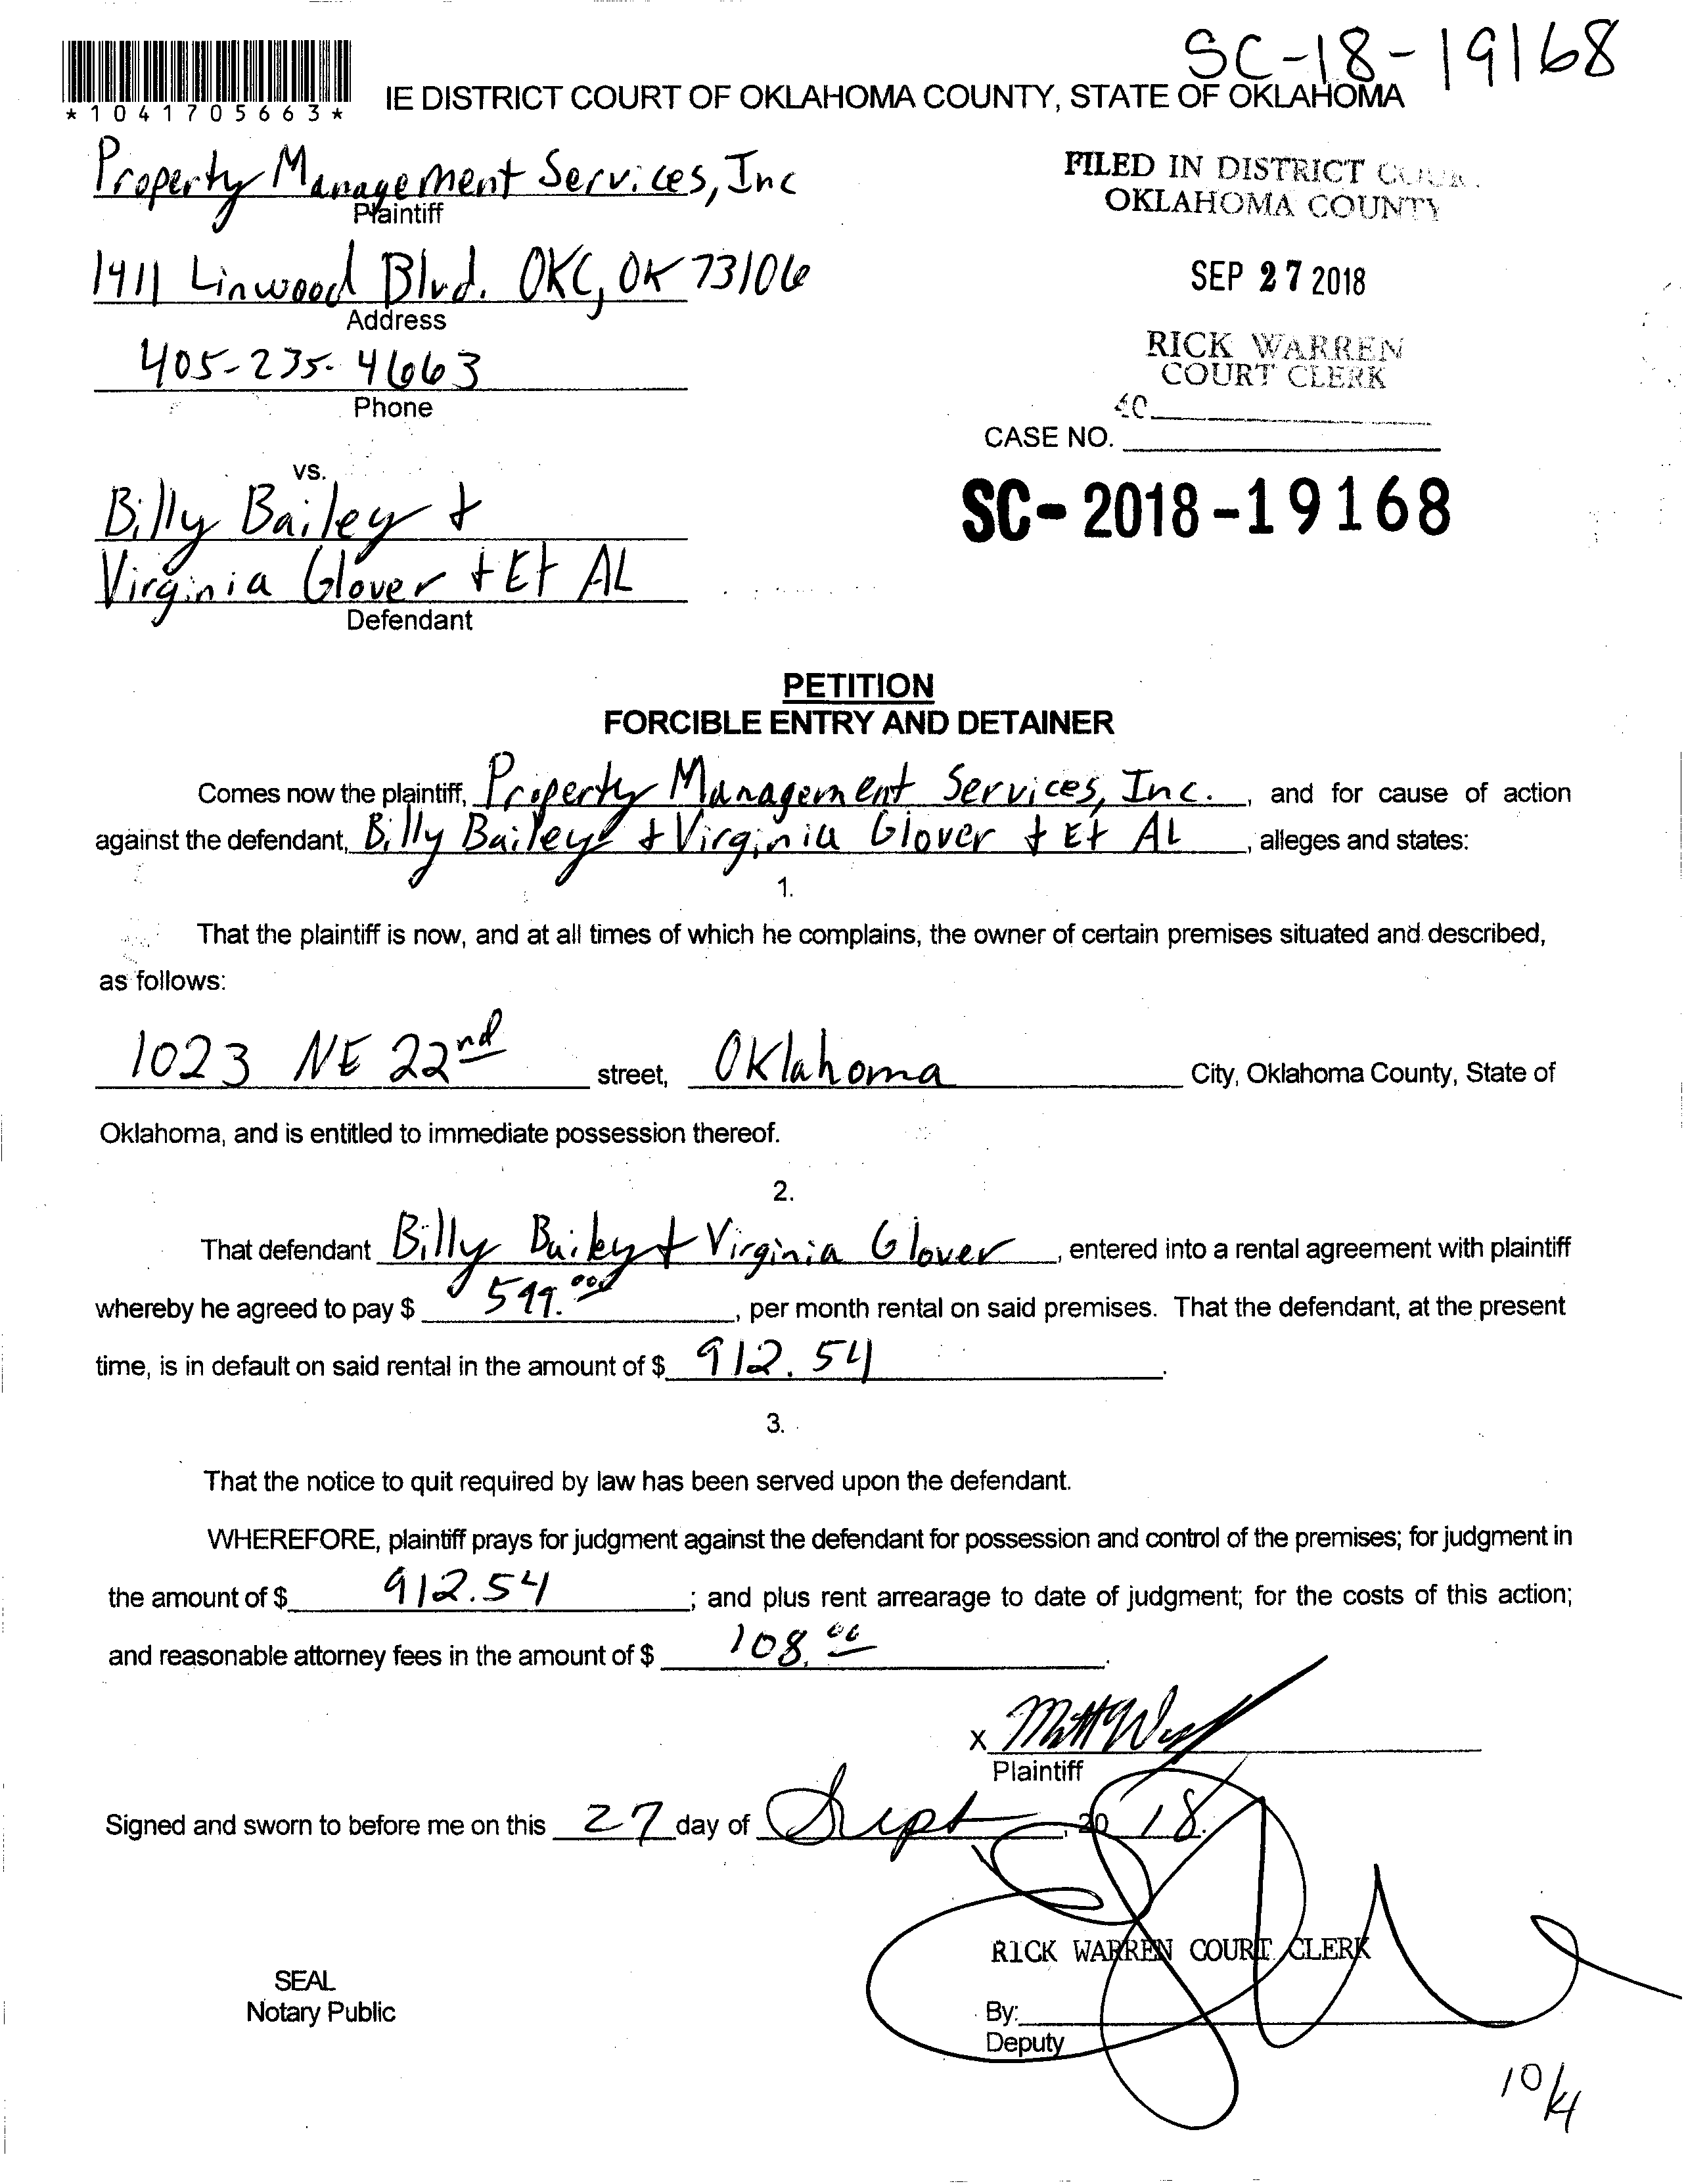 SC-18-19168
*1041705663*
IE DISTRICT COURT OF OKLAHOMA COUNTY, STATE OF OKLAHOMA
Property Management Services, Inc
Plaintiff
FILED IN DISTRICT
OKLAHOMA COUNTY
1411 Linwood Blvd. OKC, OK 73106
Address
SEP 27 2018
405-235-4663
Phone
RICK WARREN
COURT CLERK
40
CASE NO.
vs.
Billy Bailey +
Virginia Glover + Et AL
Defendant
SC-2018-19168
PETITION
FORCIBLE ENTRY AND DETAINER
Comes now the plaintiff, Property Management Services, Inc. , and for cause of action
against the defendant, Billy Bailey + Virginia Glover + Et AL , alleges and states:
1.
That the plaintiff is now, and at all times of which he complains, the owner of certain premises situated and described,
as follows:
1023 NE 22nd street, Oklahoma City, Oklahoma County, State of
Oklahoma, and is entitled to immediate possession thereof.
2.
That defendant Billy Bailey + Virginia Glover , entered into a rental agreement with plaintiff
whereby he agreed to pay $ , per month rental on said premises. That the defendant, at the present
time, is in default on said rental in the amount of $ 912.54 .
3.
That the notice to quit required by law has been served upon the defendant.
WHEREFORE, plaintiff prays for judgment against the defendant for possession and control of the premises; for judgment in
the amount of $ 912.54 ; and plus rent arrearage to date of judgment; for the costs of this action;
and reasonable attorney fees in the amount of $ 108.00 .
X
Plaintiff
Signed and sworn to before me on this 27 day of Sept , 20 18.
RICK WARREN COURT CLERK
SEAL
Notary Public
By:
Deputy
10/4